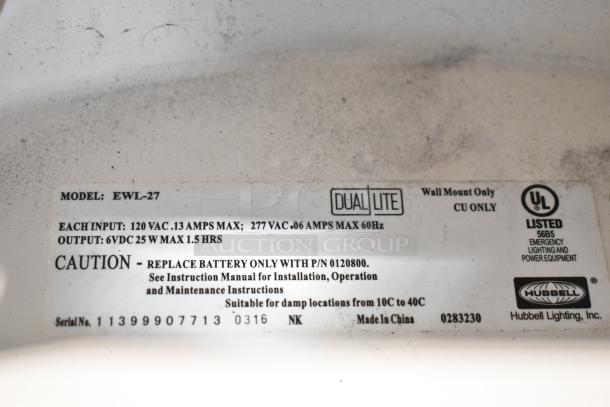 MODEL: EWL-27
DUAL LITE
Wall Mount Only
CU ONLY
UL
LISTED
56B5
EMERGENCY
LIGHTING AND
POWER EQUIPMENT
EACH INPUT: 120 VAC .13 AMPS MAX; 277 VAC .06 AMPS MAX 60Hz
OUTPUT: 6VDC 25 W MAX 1.5 HRS
AUCTION GROUP
CAUTION - REPLACE BATTERY ONLY WITH P/N 0120800.
See Instruction Manual for Installation, Operation
and Maintenance Instructions
Suitable for damp locations from 10C to 40C
HUBBELL
Hubbell Lighting, Inc.
Serial No. 11399907713 0316 NK Made In China 0283230